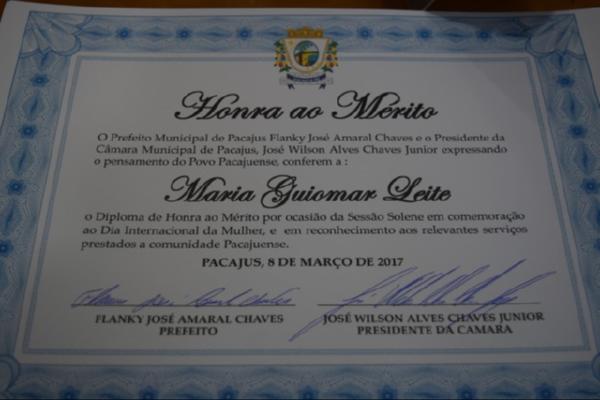 Honra ao Mérito
O Prefeito Municipal de Pacajus Flanky José Amaral Chaves e o Presidente da
Câmara Municipal de Pacajus, José Wilson Alves Chaves Junior expressando
o pensamento do Povo Pacajuense, conferem a :
Maria Guiomar Leite
o Diploma de Honra ao Mérito por ocasião da Sessão Solene em comemoração
ao Dia Internacional da Mulher, e em reconhecimento aos relevantes serviços
prestados a comunidade Pacajuense.
PACAJUS, 8 DE MARÇO DE 2017
FLANKY JOSÉ AMARAL CHAVES
PREFEITO
JOSÉ WILSON ALVES CHAVES JUNIOR
PRESIDENTE DA CAMARA